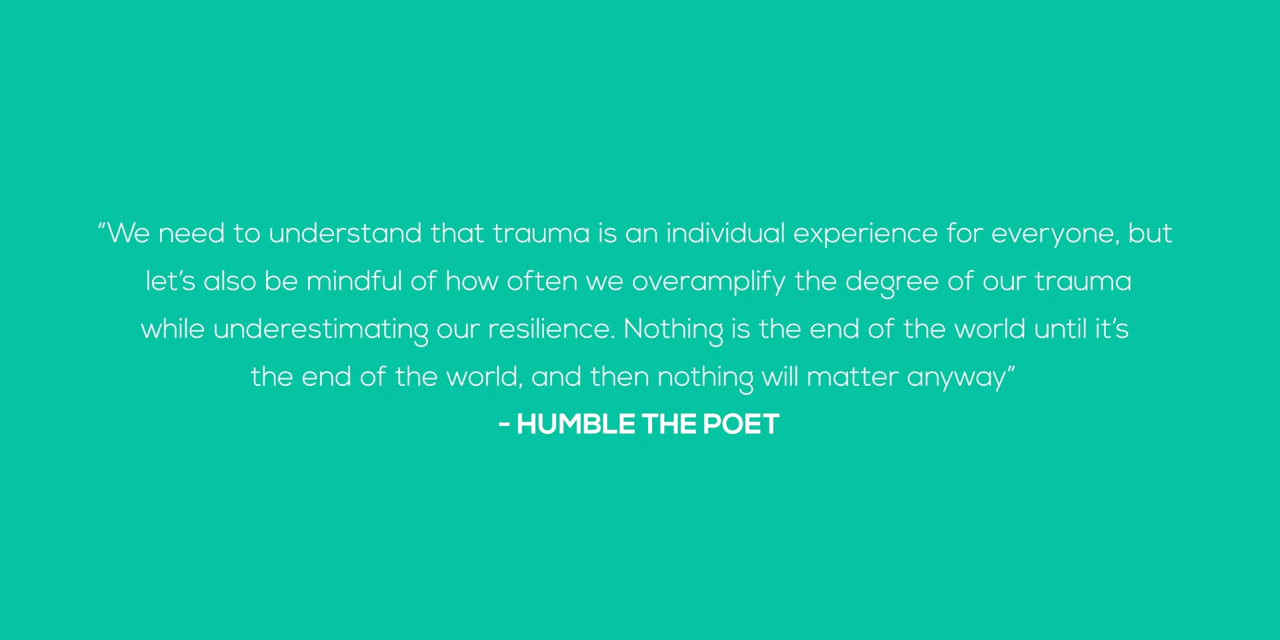 “We need to understand that trauma is an individual experience for everyone, but
let’s also be mindful of how often we overamplify the degree of our trauma
while underestimating our resilience. Nothing is the end of the world until it’s
the end of the world, and then nothing will matter anyway”
- HUMBLE THE POET